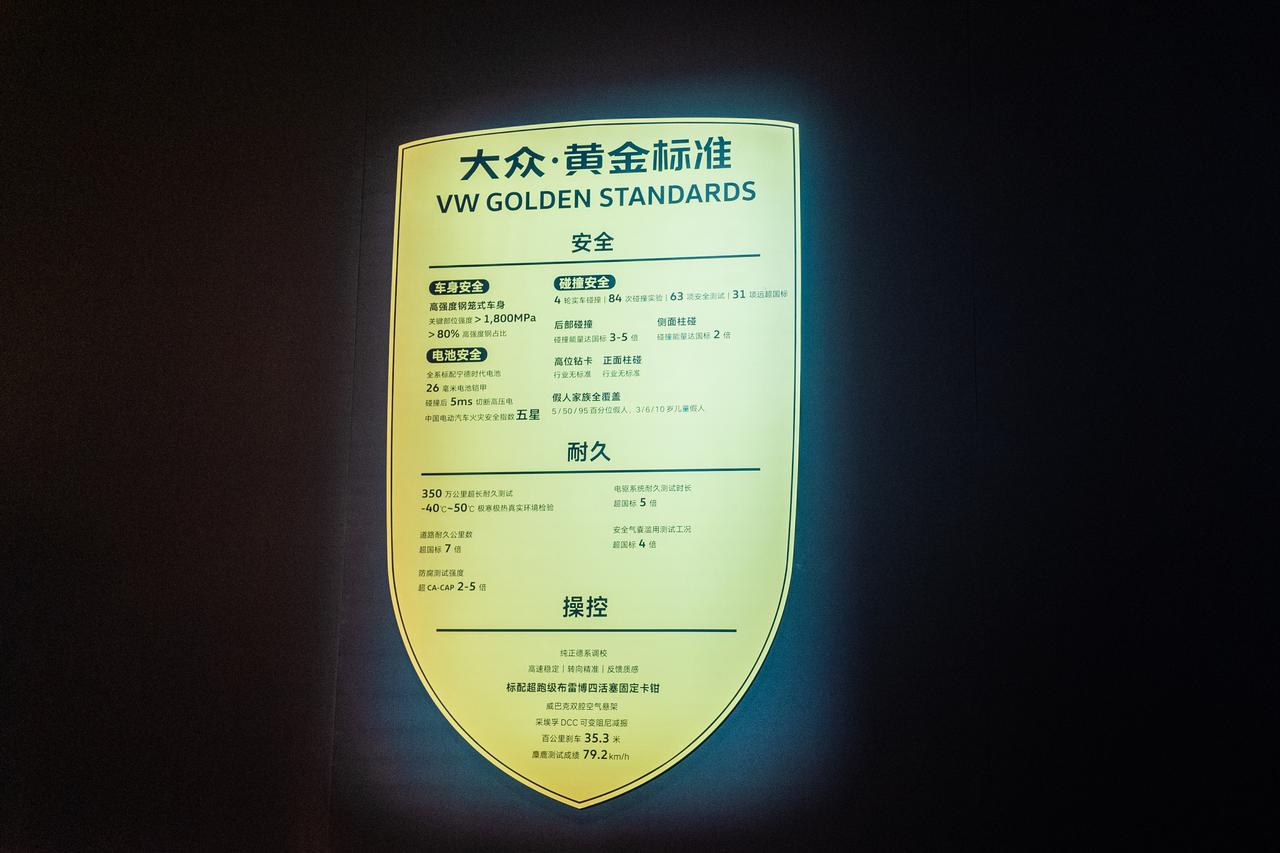 大众·黄金标准
VW GOLDEN STANDARDS
安全
车身安全
高强度钢笼式车身
关键部位强度 > 1,800MPa
> 80% 高强度钢占比
电池安全
全系标配宁德时代电池
26 毫米电池铠甲
碰撞后 5ms 切断高压电
中国电动汽车火灾安全指数 五星
碰撞安全
4 轮实车碰撞 | 84 次碰撞实验 | 63 项安全测试 | 31 项远超国标
后部碰撞
碰撞能量达国标 3-5 倍
侧面柱碰
碰撞能量达国标 2 倍
高位钻卡
行业无标准
正面柱碰
行业无标准
假人家族全覆盖
5/50/95 百分位假人, 3/6/10 岁儿童假人
耐久
350 万公里超长耐久测试
-40℃~50℃ 极寒极热真实环境检验
道路耐久公里数
超国标 7 倍
防腐测试强度
超 CA-CAP 2-5 倍
电驱系统耐久测试时长
超国标 5 倍
安全气囊滥用测试工况
超国标 4 倍
操控
纯正德系调校
高速稳定 | 转向精准 | 反馈质感
标配超跑级布雷博四活塞固定卡钳
威巴克双腔空气悬架
采埃孚 DCC 可变阻尼减振
百公里刹车 35.3 米
麋鹿测试成绩 79.2 km/h